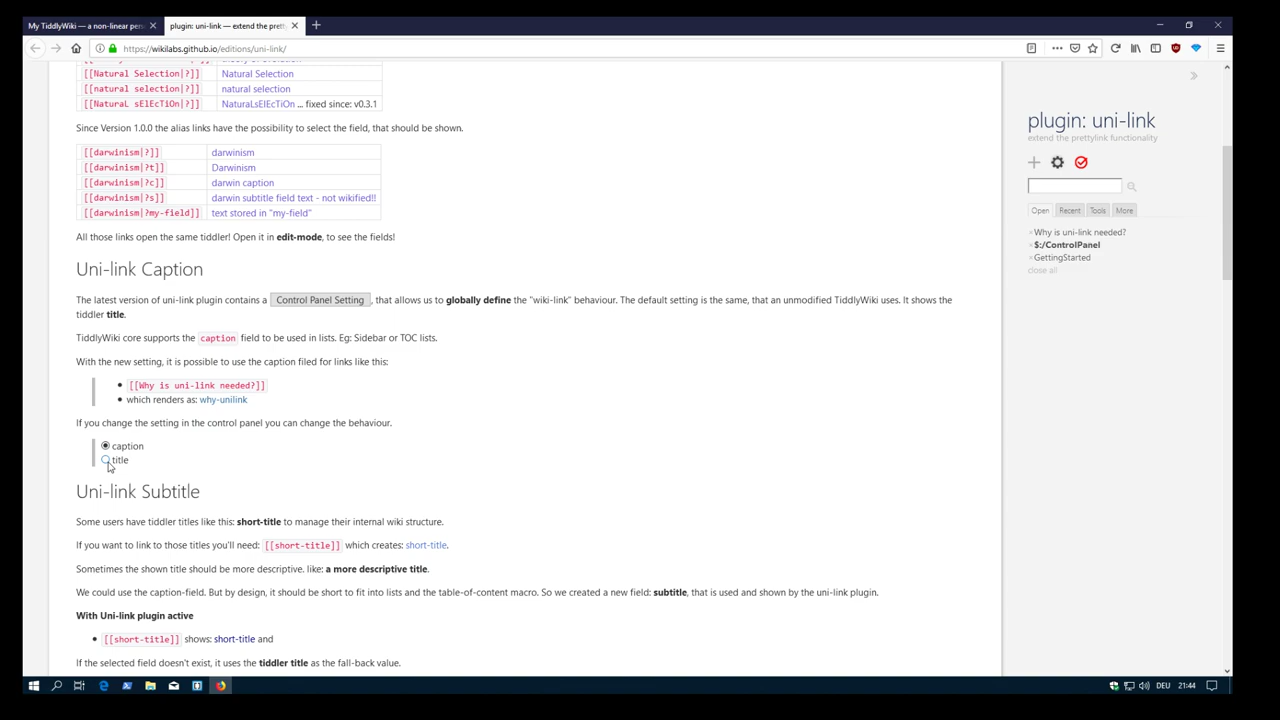 My TiddlyWiki — a non-linear per
plugin: uni-link — extend the pretty
https://wikilabs.github.io/editions/uni-link/
[[Natural Selection|?]] Natural Selection
[[natural selection|?]] natural selection
[[NaturaL sElEcTiOn|?]] NaturaLsElEcTiOn ... fixed since: v0.3.1
Since Version 1.0.0 the alias links have the possibility to select the field, that should be shown.
[[darwinism|?]] darwinism
[[darwinism|?t]] Darwinism
[[darwinism|?c]] darwin caption
[[darwinism|?s]] darwin subtitle field text - not wikified!!
[[darwinism|?my-field]] text stored in "my-field"
All those links open the same tiddler! Open it in edit-mode, to see the fields!
Uni-link Caption
The latest version of uni-link plugin contains a Control Panel Setting , that allows us to globally define the "wiki-link" behaviour. The default setting is the same, that an unmodified TiddlyWiki uses. It shows the
tiddler title.
TiddlyWiki core supports the caption field to be used in lists. Eg: Sidebar or TOC lists.
With the new setting, it is possible to use the caption filed for links like this:
• [[Why is uni-link needed?]]
• which renders as: why-unilink
If you change the setting in the control panel you can change the behaviour.
caption
title
Uni-link Subtitle
Some users have tiddler titles like this: short-title to manage their internal wiki structure.
If you want to link to those titles you'll need: [[short-title]] which creates: short-title.
Sometimes the shown title should be more descriptive. like: a more descriptive title.
We could use the caption-field. But by design, it should be short to fit into lists and the table-of-content macro. So we created a new field: subtitle, that is used and shown by the uni-link plugin.
With Uni-link plugin active
• [[short-title]] shows: short-title and
If the selected field doesn't exist, it uses the tiddler title as the fall-back value.
plugin: uni-link
extend the prettylink functionality
Open Recent Tools More
Why is uni-link needed?
$:/ControlPanel
GettingStarted
close all
DEU 21:44